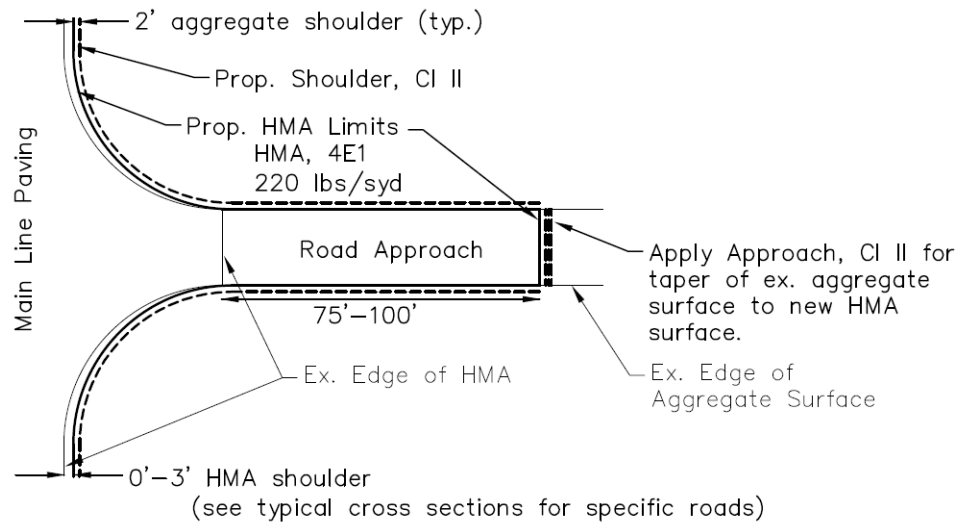 2' aggregate shoulder (typ.)
Prop. Shoulder, Cl II
Prop. HMA Limits
HMA, 4E1
220 lbs/syd
Main Line Paving
Road Approach
Apply Approach, Cl II for
taper of ex. aggregate
surface to new HMA
surface.
75'-100'
Ex. Edge of HMA
Ex. Edge of
Aggregate Surface
0'-3' HMA shoulder
(see typical cross sections for specific roads)